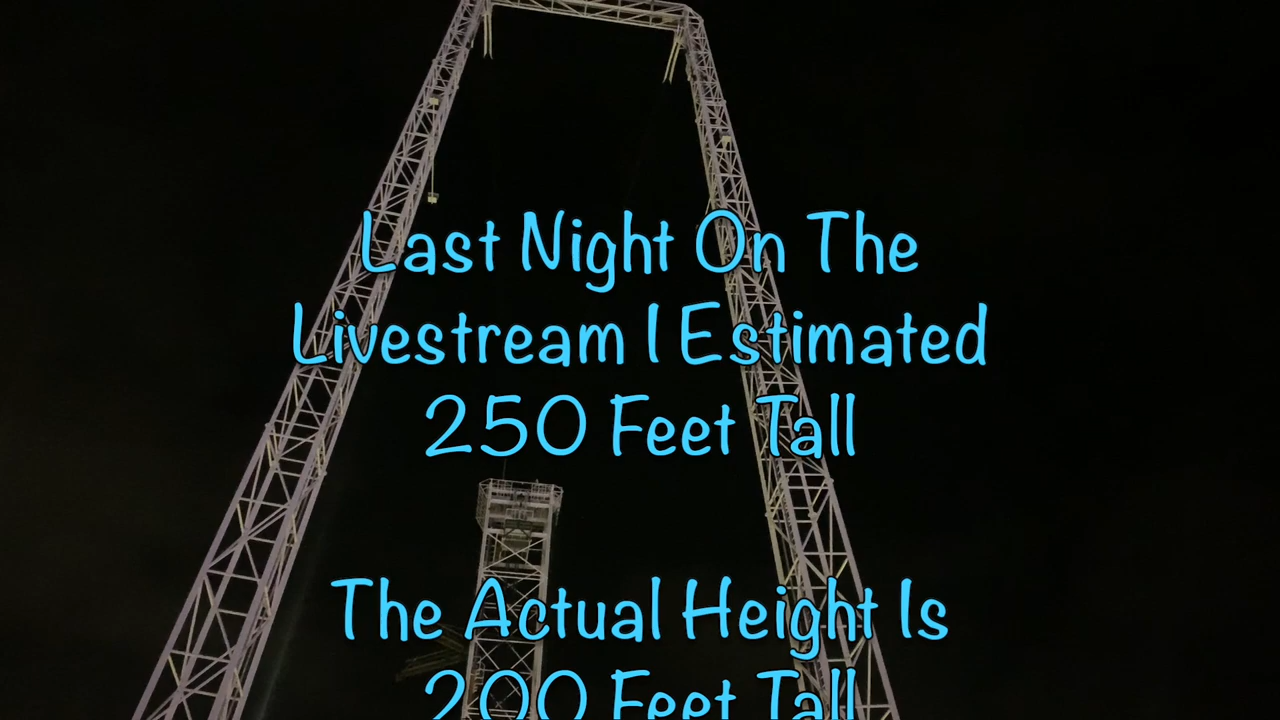 Last Night On The
Livestream I Estimated
250 Feet Tall
The Actual Height Is
200 Feet Tall